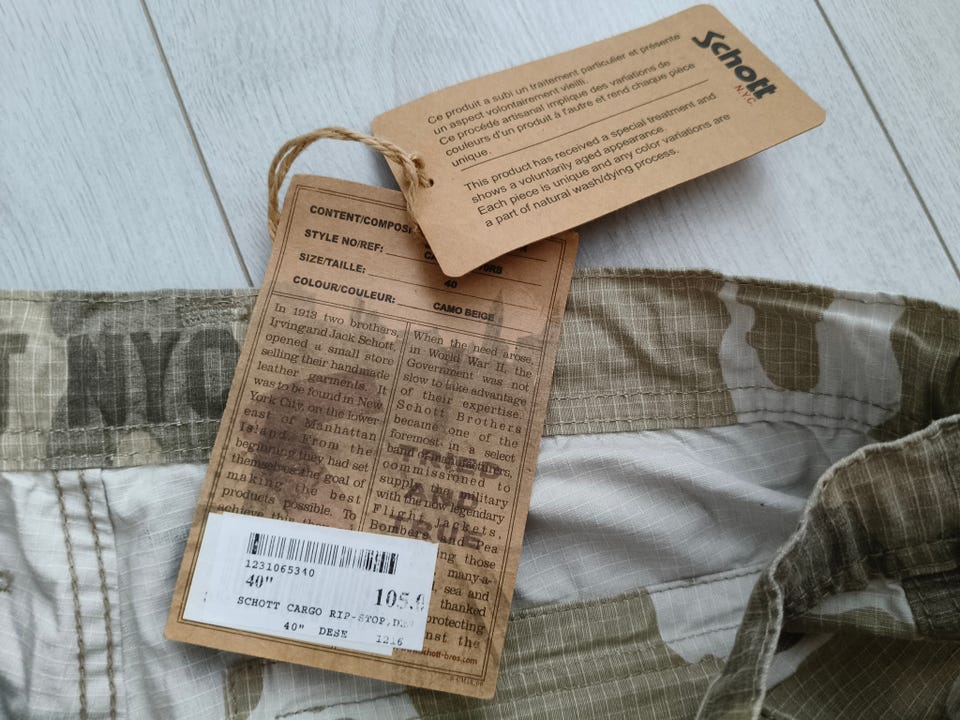 Schott
N.Y.C.
Ce produit a subi un traitement particulier et présente
un aspect volontairement vieilli.
Ce procédé artisanal implique des variations de
couleurs d'un produit à l'autre et rend chaque pièce
unique.
This product has received a special treatment and
shows a voluntarily aged appearance.
Each piece is unique and any color variations are
a part of natural wash/dying process.
CONTENT/COMPOSI
STYLE NO/REF:
SIZE/TAILLE: 40
COLOUR/COULEUR: CAMO BEIGE
In 1913 two brothers,
Irving and Jack Schott,
opened a small store
selling their handmade
leather garments. It
was to be found in New
York City, on the lower
east of Manhattan
Island. From the
beginning they had set
themselves the goal of
making the best
products possible. To
achieve this
When the need arose,
in World War II, the
Government was not
slow to take advantage
of their expertise.
Schott Brothers
became one of the
foremost, in a select
band of manufacturers,
commissioned to
supply the military
with the now legendary
Flight Jackets,
Bombers and Pea
ing those
many-a-
sea and
thanked
protecting
the
TRUE
1231065340
40"
105.0
SCHOTT CARGO RIP-STOP,
40" DESE 1216
T NYC